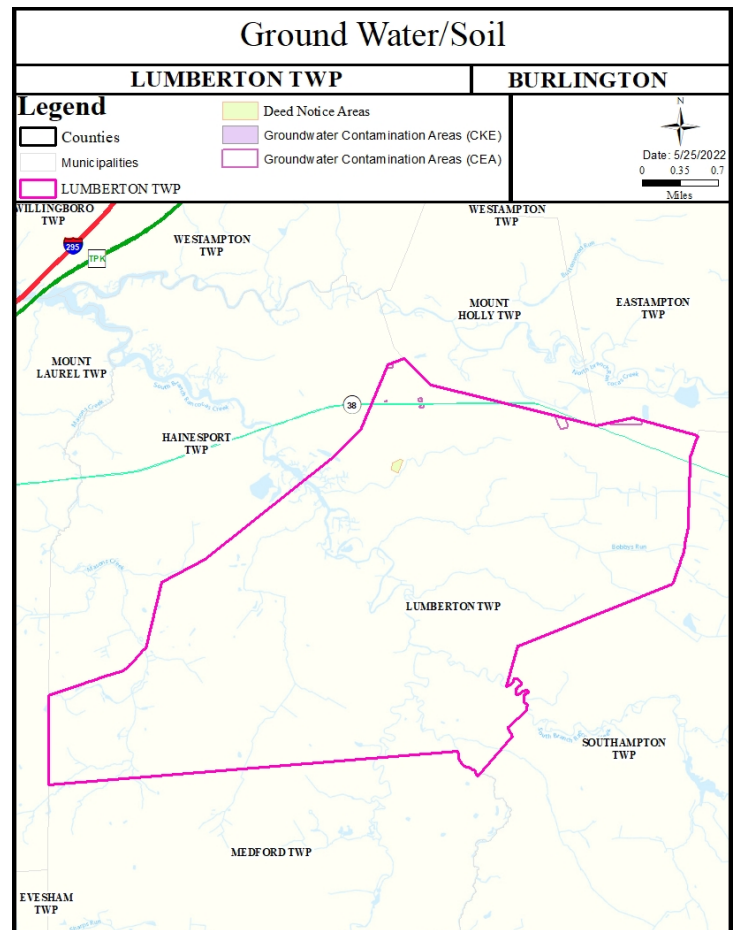 Ground Water/Soil
LUMBERTON TWP
BURLINGTON
Legend
Counties
Municipalities
LUMBERTON TWP
Deed Notice Areas
Groundwater Contamination Areas (CKE)
Groundwater Contamination Areas (CEA)
N
Date: 5/25/2022
0 0.35 0.7
Miles
WILLINGBORO
TWP
295
TPK
WESTAMPTON
TWP
WESTAMPTON
TWP
MOUNT
HOLLY TWP
EASTAMPTON
TWP
MOUNT
LAUREL TWP
38
HAINESPORT
TWP
Masons Creek
LUMBERTON TWP
SOUTHAMPTON
TWP
MEDFORD TWP
EVESHAM
TWP